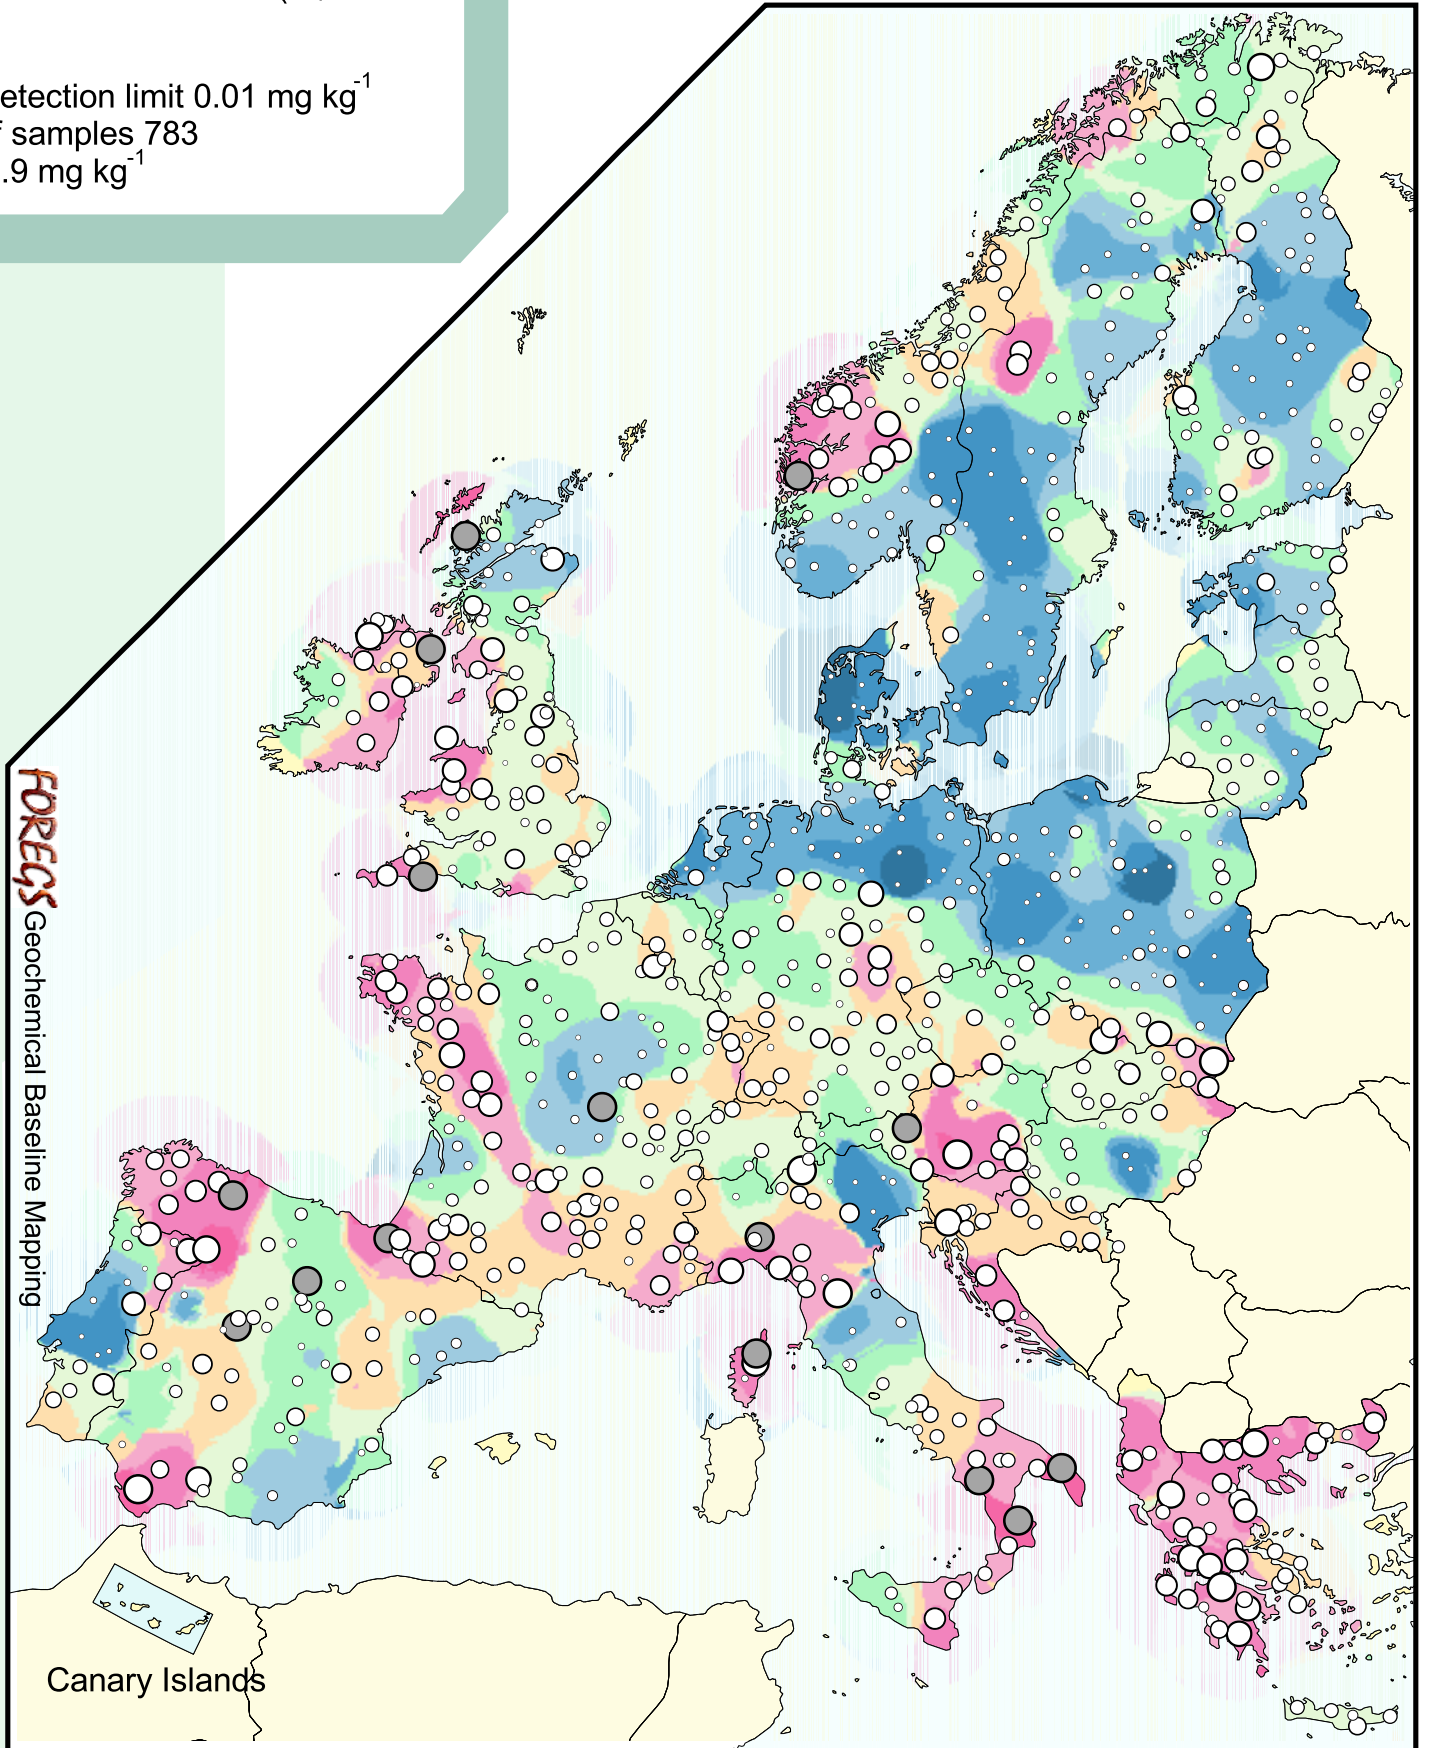 etection limit 0.01 mg kg-1
samples 783
.9 mg kg-1
FOREGS Geochemical Baseline Mapping
Canary Islands